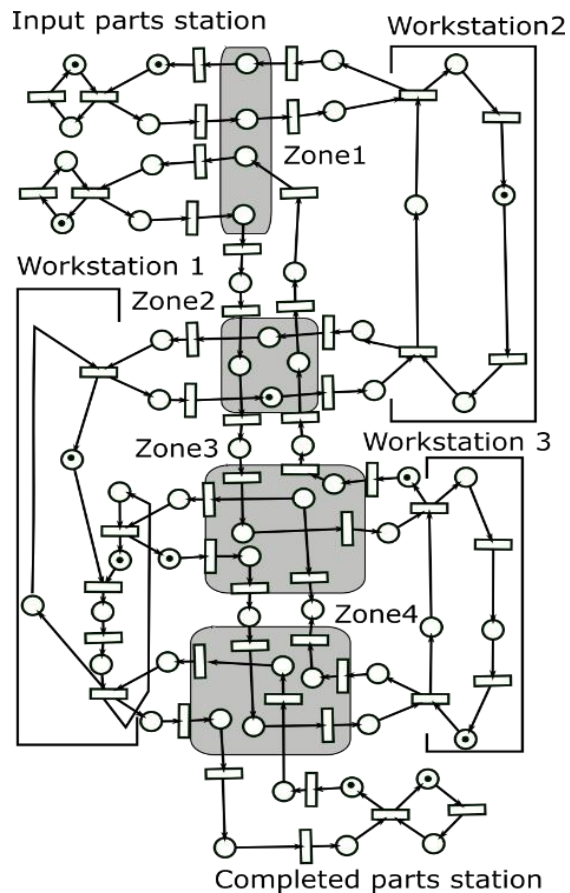 Input parts station
Workstation2
Zone1
Workstation 1
Zone2
Zone3
Workstation 3
Zone4
Completed parts station